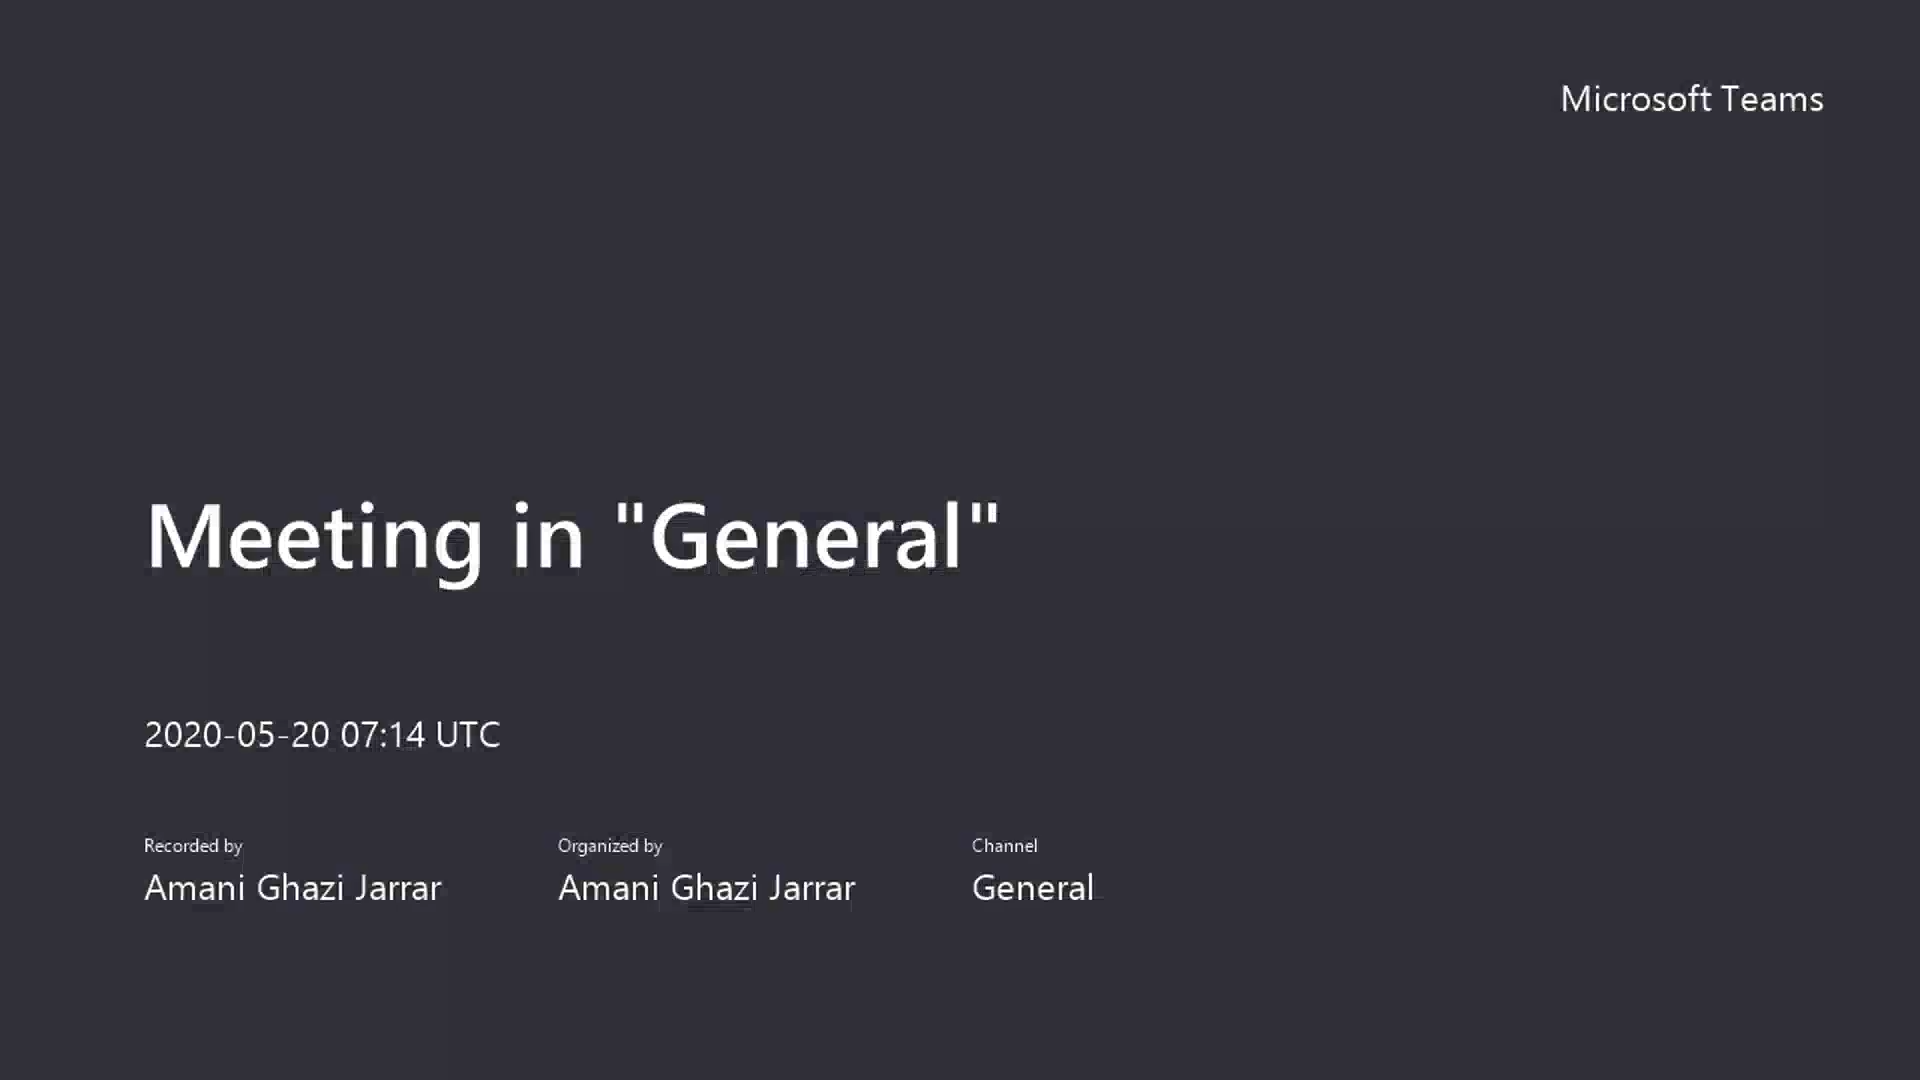 Microsoft Teams
Meeting in "General"
2020-05-20 07:14 UTC
Recorded by
Amani Ghazi Jarrar
Organized by
Amani Ghazi Jarrar
Channel
General